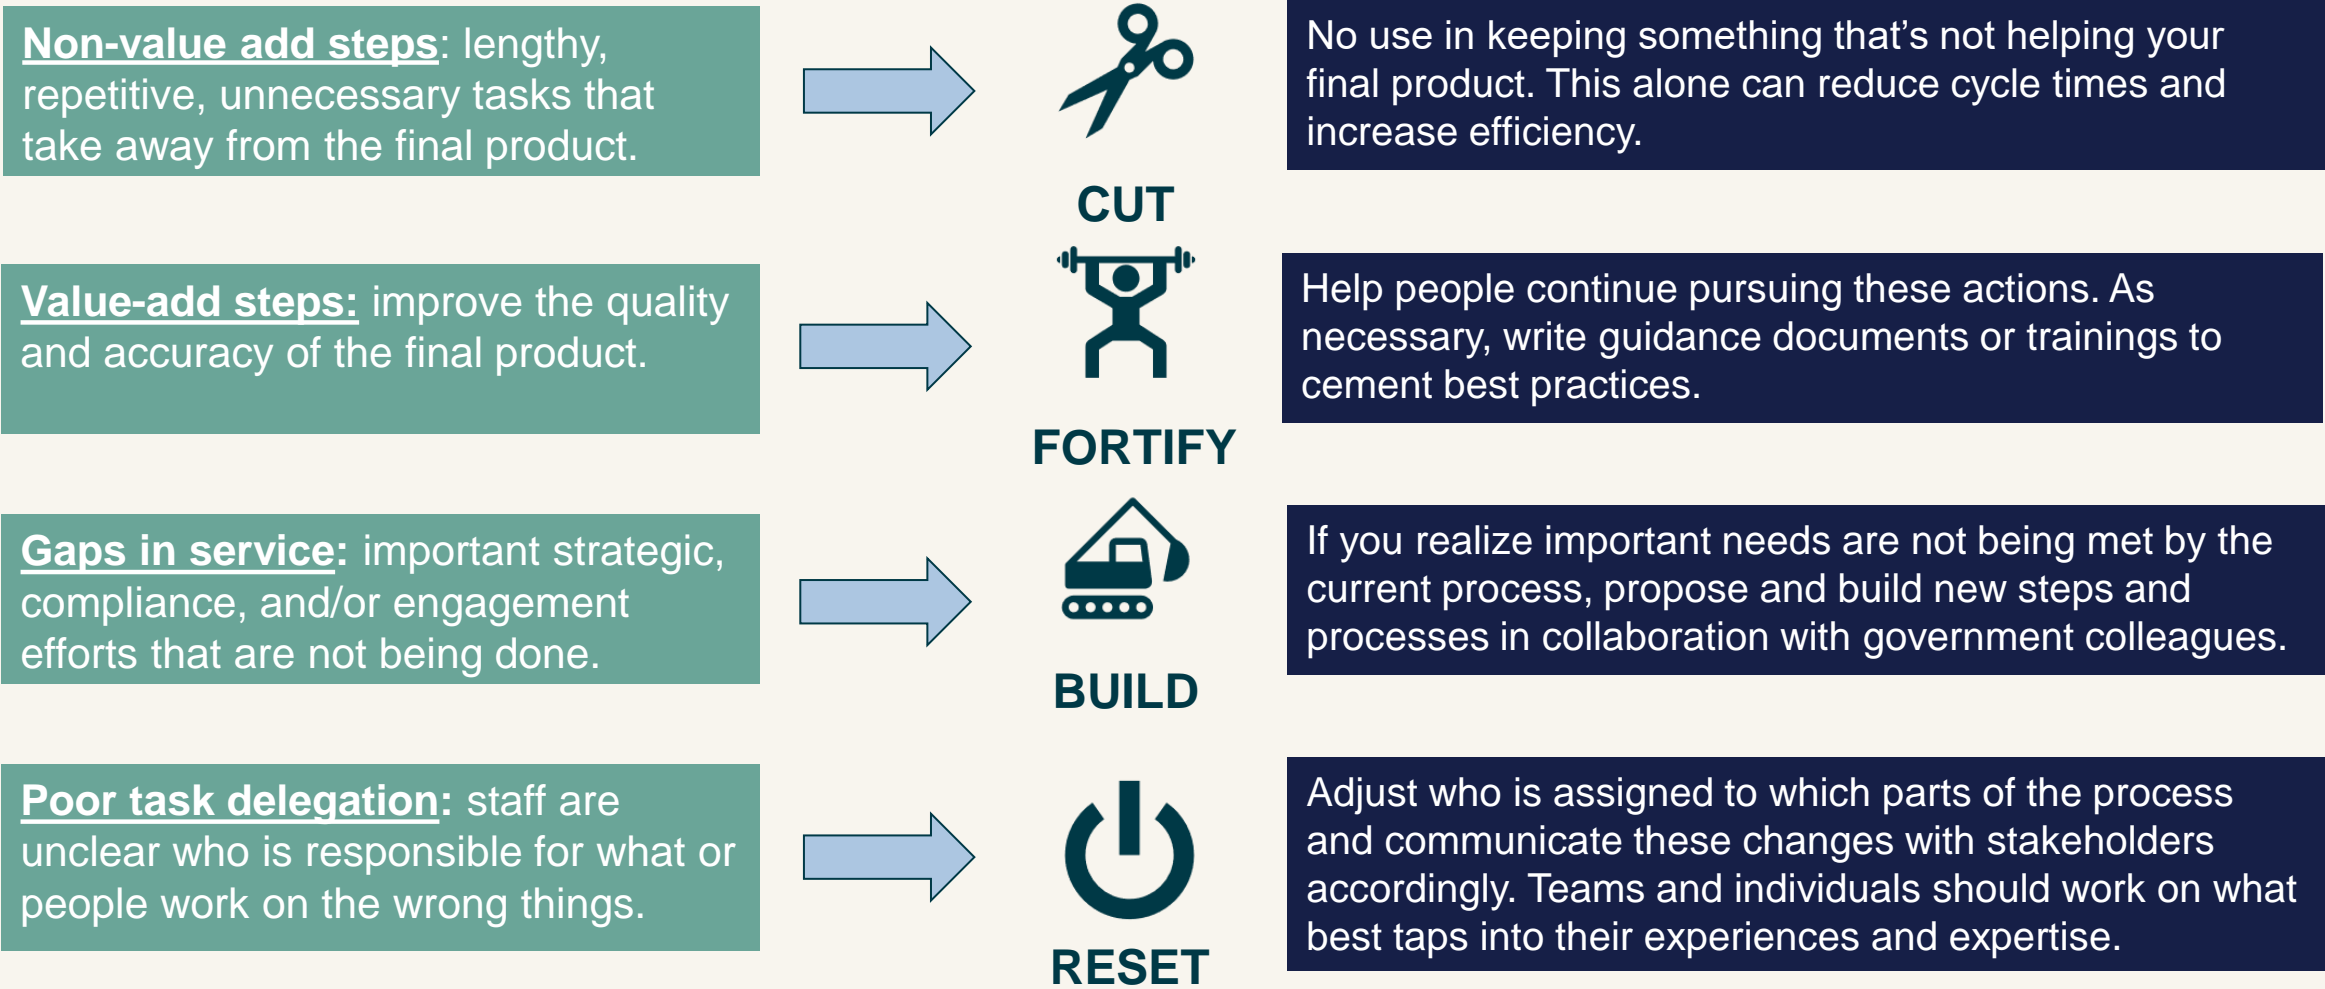 Non-value add steps: lengthy,
repetitive, unnecessary tasks that
take away from the final product.
CUT
No use in keeping something that's not helping your
final product. This alone can reduce cycle times and
increase efficiency.
Value-add steps: improve the quality
and accuracy of the final product.
FORTIFY
Help people continue pursuing these actions. As
necessary, write guidance documents or trainings to
cement best practices.
Gaps in service: important strategic,
compliance, and/or engagement
efforts that are not being done.
BUILD
If you realize important needs are not being met by the
current process, propose and build new steps and
processes in collaboration with government colleagues.
Poor task delegation: staff are
unclear who is responsible for what or
people work on the wrong things.
RESET
Adjust who is assigned to which parts of the process
and communicate these changes with stakeholders
accordingly. Teams and individuals should work on what
best taps into their experiences and expertise.